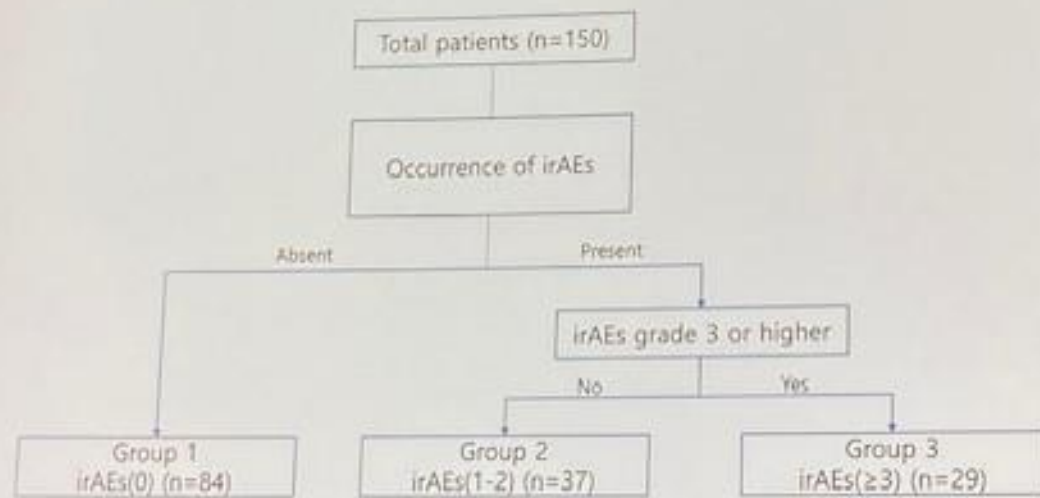 Total patients (n=150)
Occurrence of irAEs
Absent
Present
irAEs grade 3 or higher
No
Yes
Group 1
irAEs(0) (n=84)
Group 2
irAEs(1-2) (n=37)
Group 3
irAEs(≥3) (n=29)